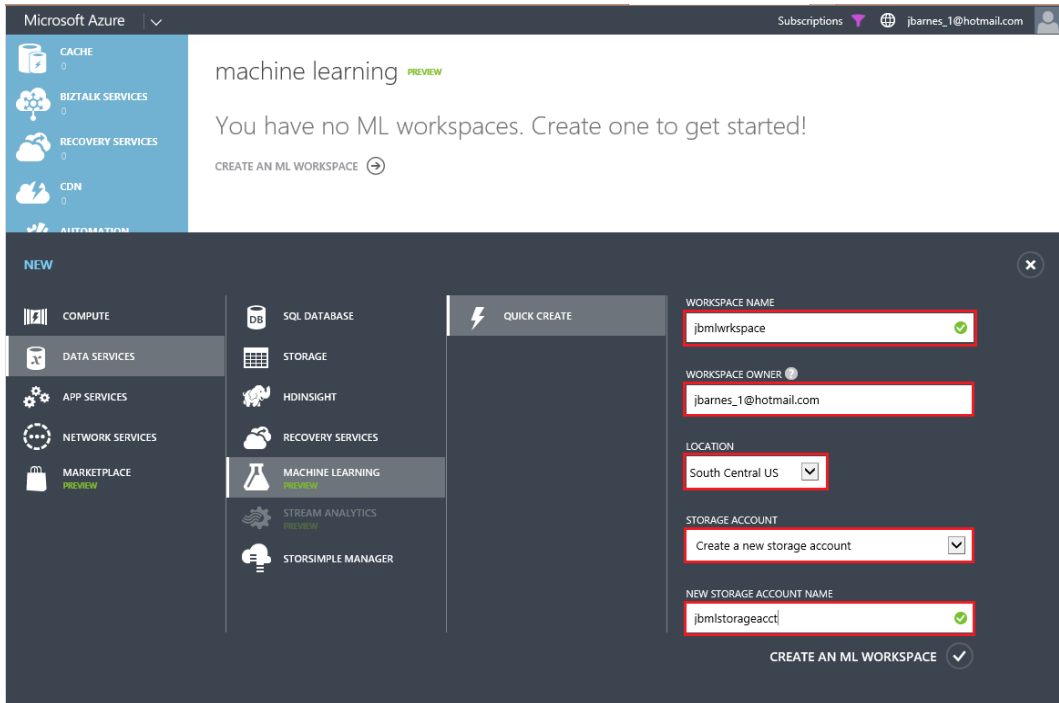 Microsoft Azure
Subscriptions
jbarnes_1@hotmail.com
CACHE
0
BIZTALK SERVICES
0
RECOVERY SERVICES
0
CDN
0
AUTOMATION
machine learning PREVIEW
You have no ML workspaces. Create one to get started!
CREATE AN ML WORKSPACE
NEW
COMPUTE
DATA SERVICES
APP SERVICES
NETWORK SERVICES
MARKETPLACE
PREVIEW
DB
SQL DATABASE
STORAGE
HDINSIGHT
RECOVERY SERVICES
MACHINE LEARNING
PREVIEW
STREAM ANALYTICS
PREVIEW
STORSIMPLE MANAGER
QUICK CREATE
WORKSPACE NAME
jbmlwrkspace
WORKSPACE OWNER ?
jbarnes_1@hotmail.com
LOCATION
South Central US
STORAGE ACCOUNT
Create a new storage account
NEW STORAGE ACCOUNT NAME
jbmlstorageacct
CREATE AN ML WORKSPACE